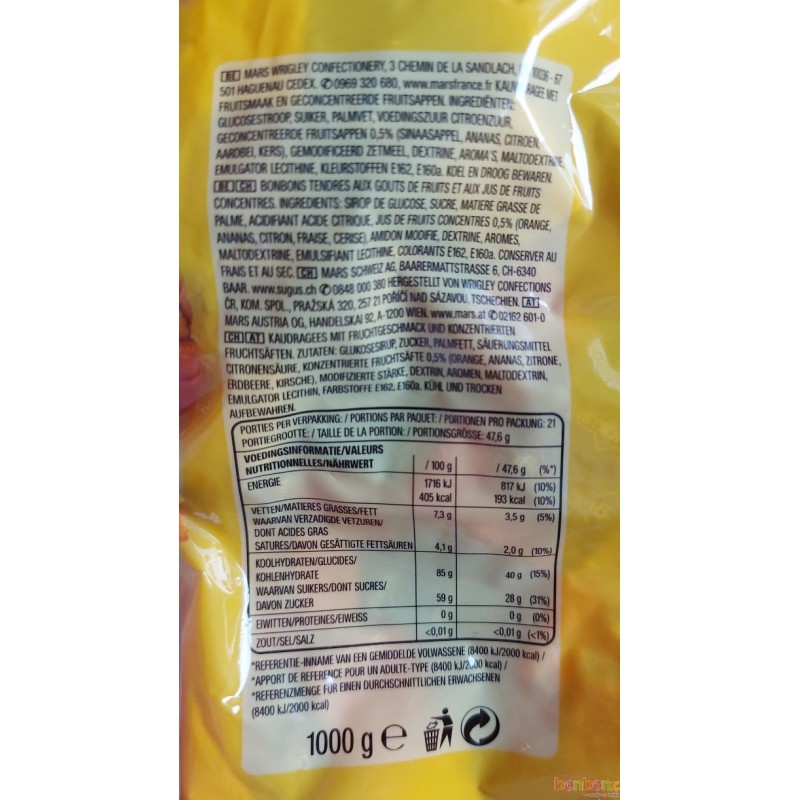 BE MARS WRIGLEY CONFECTIONERY, 3 CHEMIN DE LA SANDLACH, 10036 - 67
501 HAGUENAU CEDEX. ✆0969 320 680, www.marsfrance.fr MET
FRUITSMAAK EN GECONCENTREERDE FRUITSAPPEN. INGREDIËNTEN:
GLUCOSESTROOP, SUIKER, PALMVET, VOEDINGSZUUR CITROENZUUR,
GECONCENTREERDE FRUITSAPPEN 0,5% (SINAASAPPEL, ANANAS, CITROEN,
AARDBEI, KERS), GEMODIFICEERD ZETMEEL, DEXTRINE, AROMA'S, MALTODEXTRINE,
EMULGATOR LECITHINE, KLEURSTOFFEN E162, E160a. KOEL EN DROOG BEWAREN.
BE CH BONBONS TENDRES AUX GOUTS DE FRUITS ET AUX JUS DE FRUITS
CONCENTRES. INGREDIENTS: SIROP DE GLUCOSE, SUCRE, MATIERE GRASSE DE
PALME, ACIDIFIANT ACIDE CITRIQUE, JUS DE FRUITS CONCENTRES 0,5% (ORANGE,
ANANAS, CITRON, FRAISE, CERISE), AMIDON MODIFIE, DEXTRINE, AROMES,
MALTODEXTRINE, EMULSIFIANT LECITHINE, COLORANTS E162, E160a. CONSERVER AU
FRAIS ET AU SEC. CH MARS SCHWEIZ AG, BAARERMATTSTRASSE 6, CH-6340
BAAR. www.sugus.ch ✆0848 000 380 HERGESTELLT VON WRIGLEY CONFECTIONS
ČR, KOM. SPOL., PRAŽSKÁ 320, 257 21 POŘÍČÍ NAD SÁZAVOU, TSCHECHIEN. AT
MARS AUSTRIA OG, HANDELSKAI 92, A-1200 WIEN. www.mars.at ✆02162 601-0
CH AT KAUDRAGEES MIT FRUCHTGESCHMACK UND KONZENTRIERTEN
FRUCHTSÄFTEN. ZUTATEN: GLUKOSESIRUP, ZUCKER, PALMFETT, SÄUERUNGSMITTEL
CITRONENSÄURE, KONZENTRIERTE FRUCHTSÄFTE 0,5% (ORANGE, ANANAS, ZITRONE,
ERDBEERE, KIRSCHE), MODIFIZIERTE STÄRKE, DEXTRIN, AROMEN, MALTODEXTRIN,
EMULGATOR LECITHIN, FARBSTOFFE E162, E160a. KÜHL UND TROCKEN
AUFBEWAHREN.
PORTIES PER VERPAKKING: / PORTIONS PAR PAQUET: / PORTIONEN PRO PACKUNG: 21
PORTIEGROOTTE: / TAILLE DE LA PORTION: / PORTIONSGRÖSSE: 47,6 g
VOEDINGSINFORMATIE/VALEURS
NUTRITIONNELLES/NÄHRWERT / 100 g / 47,6 g (%*)
ENERGIE 1716 kJ 817 kJ (10%)
405 kcal 193 kcal (10%)
VETTEN/MATIERES GRASSES/FETT 7,3 g 3,5 g (5%)
WAARVAN VERZADIGDE VETZUREN/
DONT ACIDES GRAS
SATURES/DAVON GESÄTTIGTE FETTSÄUREN 4,1 g 2,0 g (10%)
KOOLHYDRATEN/GLUCIDES/
KOHLENHYDRATE 85 g 40 g (15%)
WAARVAN SUIKERS/DONT SUCRES/
DAVON ZUCKER 59 g 28 g (31%)
EIWITTEN/PROTEINES/EIWEISS 0 g 0 g (0%)
ZOUT/SEL/SALZ <0,01 g <0,01 g (<1%)
*REFERENTIE-INNAME VAN EEN GEMIDDELDE VOLWASSENE (8400 kJ/2000 kcal) /
*APPORT DE REFERENCE POUR UN ADULTE-TYPE (8400 kJ/2000 kcal) /
*REFERENZMENGE FÜR EINEN DURCHSCHNITTLICHEN ERWACHSENEN
(8400 kJ/2000 kcal)
1000 g e